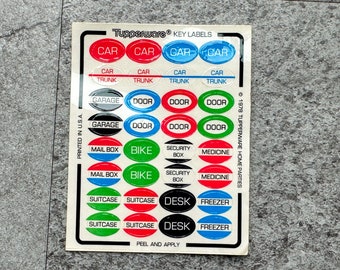 Tupperware® KEY LABELS
CAR CAR CAR CAR
CAR TRUNK CAR TRUNK CAR TRUNK CAR TRUNK
GARAGE DOOR DOOR DOOR
GARAGE DOOR DOOR DOOR
MAIL BOX BIKE SECURITY BOX MEDICINE
MAIL BOX BIKE SECURITY BOX MEDICINE
SUITCASE SUITCASE DESK FREEZER
SUITCASE SUITCASE DESK FREEZER
PEEL AND APPLY
PRINTED IN U.S.A.
© 1978 TUPPERWARE HOME PARTIES